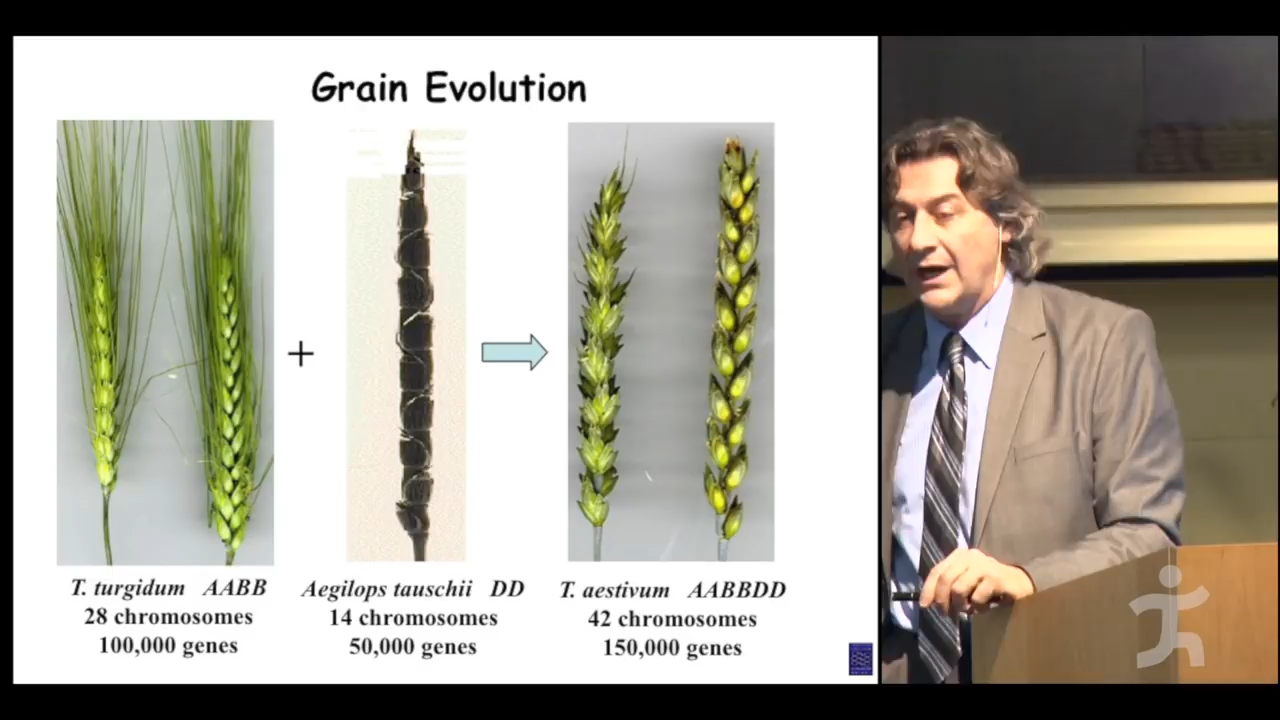 Grain Evolution
+
T. turgidum AABB
28 chromosomes
100,000 genes
Aegilops tauschii DD
14 chromosomes
50,000 genes
T. aestivum AABBDD
42 chromosomes
150,000 genes